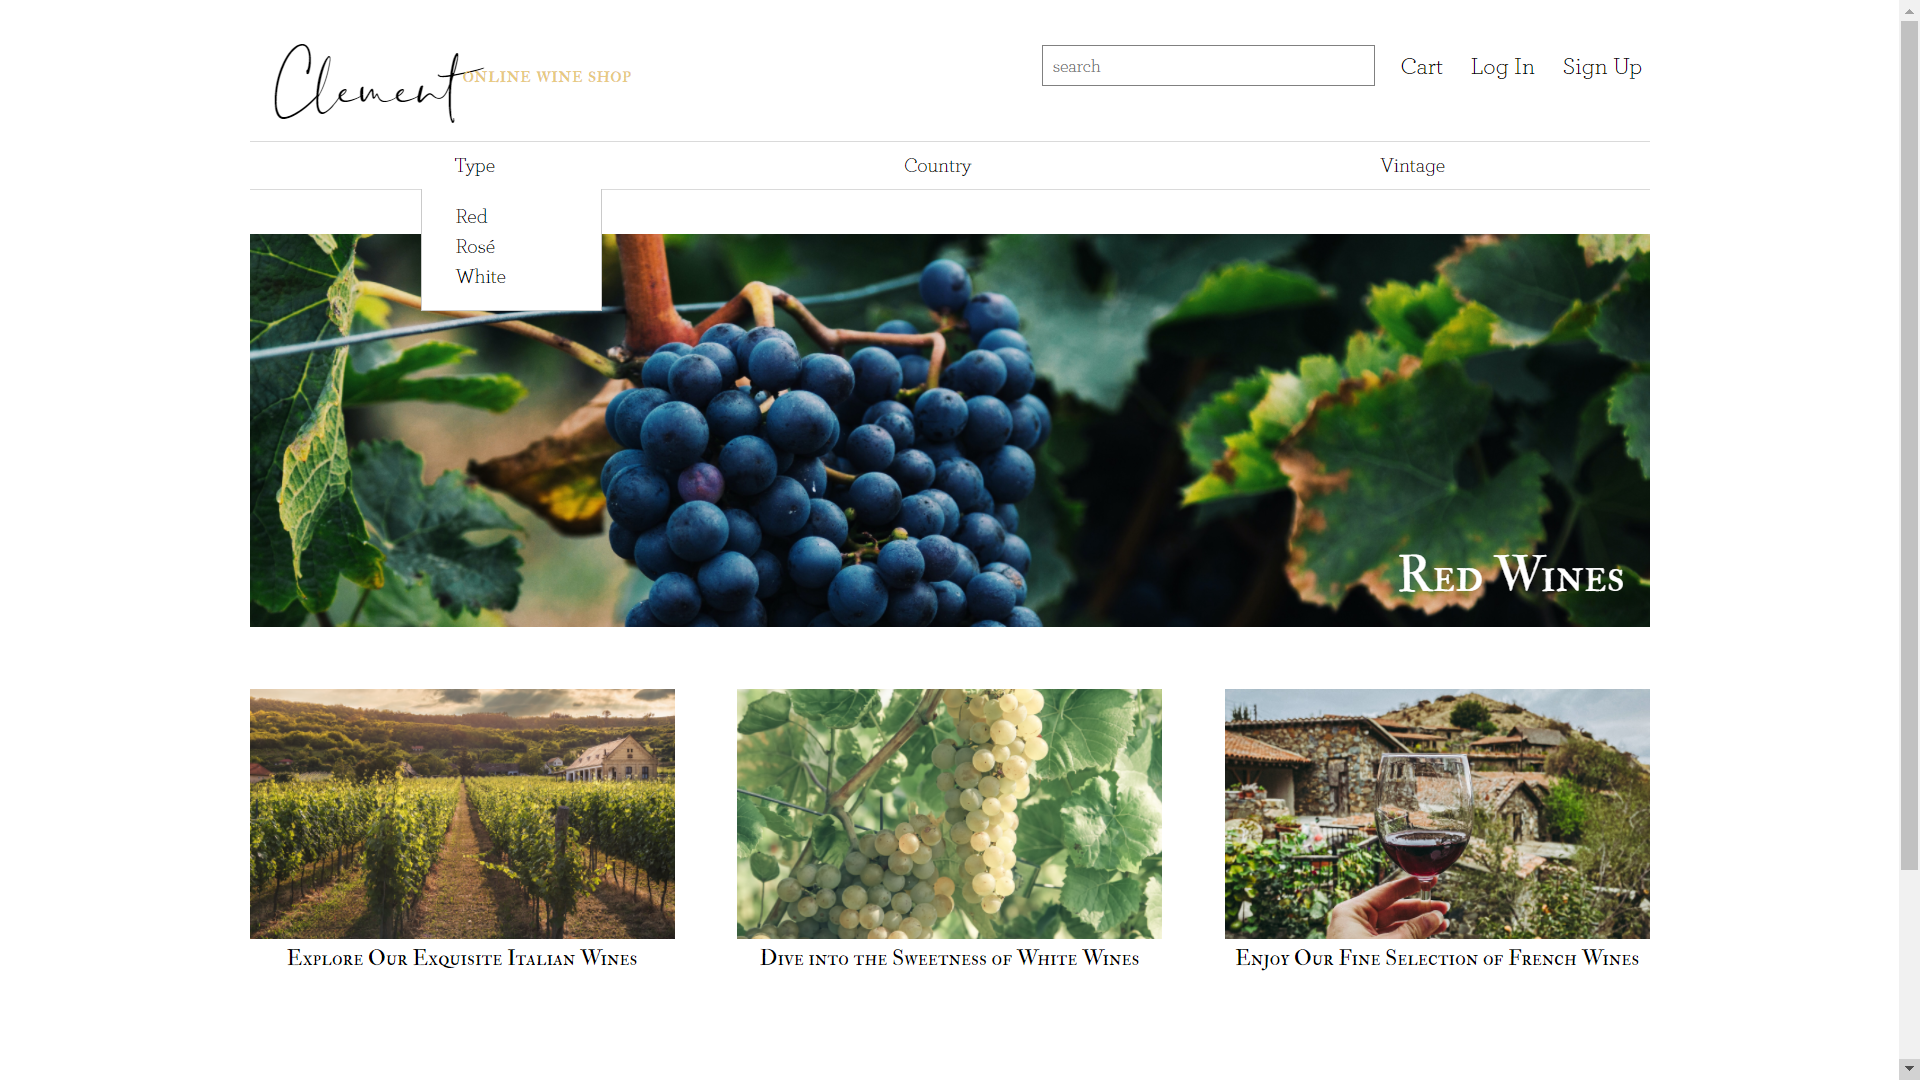 Clement
ONLINE WINE SHOP
search
Cart
Log In
Sign Up
Type
Country
Vintage
Red
Rosé
White
Red Wines
Explore Our Exquisite Italian Wines
Dive into the Sweetness of White Wines
Enjoy Our Fine Selection of French Wines